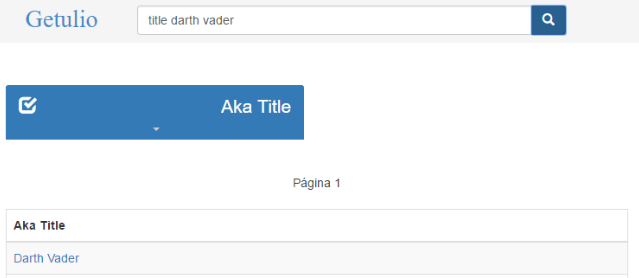 Getulio
title darth vader
Aka Title
Página 1
Aka Title
Darth Vader